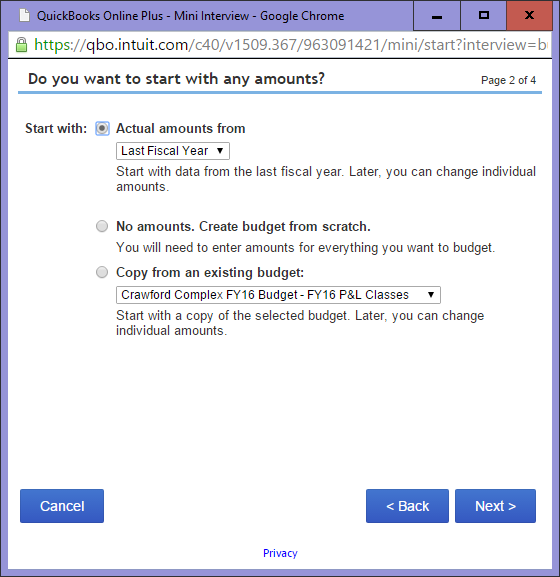 QuickBooks Online Plus - Mini Interview - Google Chrome
https://qbo.intuit.com/c40/v1509.367/963091421/mini/start?interview=b
Do you want to start with any amounts?
Page 2 of 4
Start with: Actual amounts from
Last Fiscal Year
Start with data from the last fiscal year. Later, you can change individual
amounts.
No amounts. Create budget from scratch.
You will need to enter amounts for everything you want to budget.
Copy from an existing budget:
Crawford Complex FY16 Budget - FY16 P&L Classes
Start with a copy of the selected budget. Later, you can change
individual amounts.
Cancel
< Back
Next >
Privacy